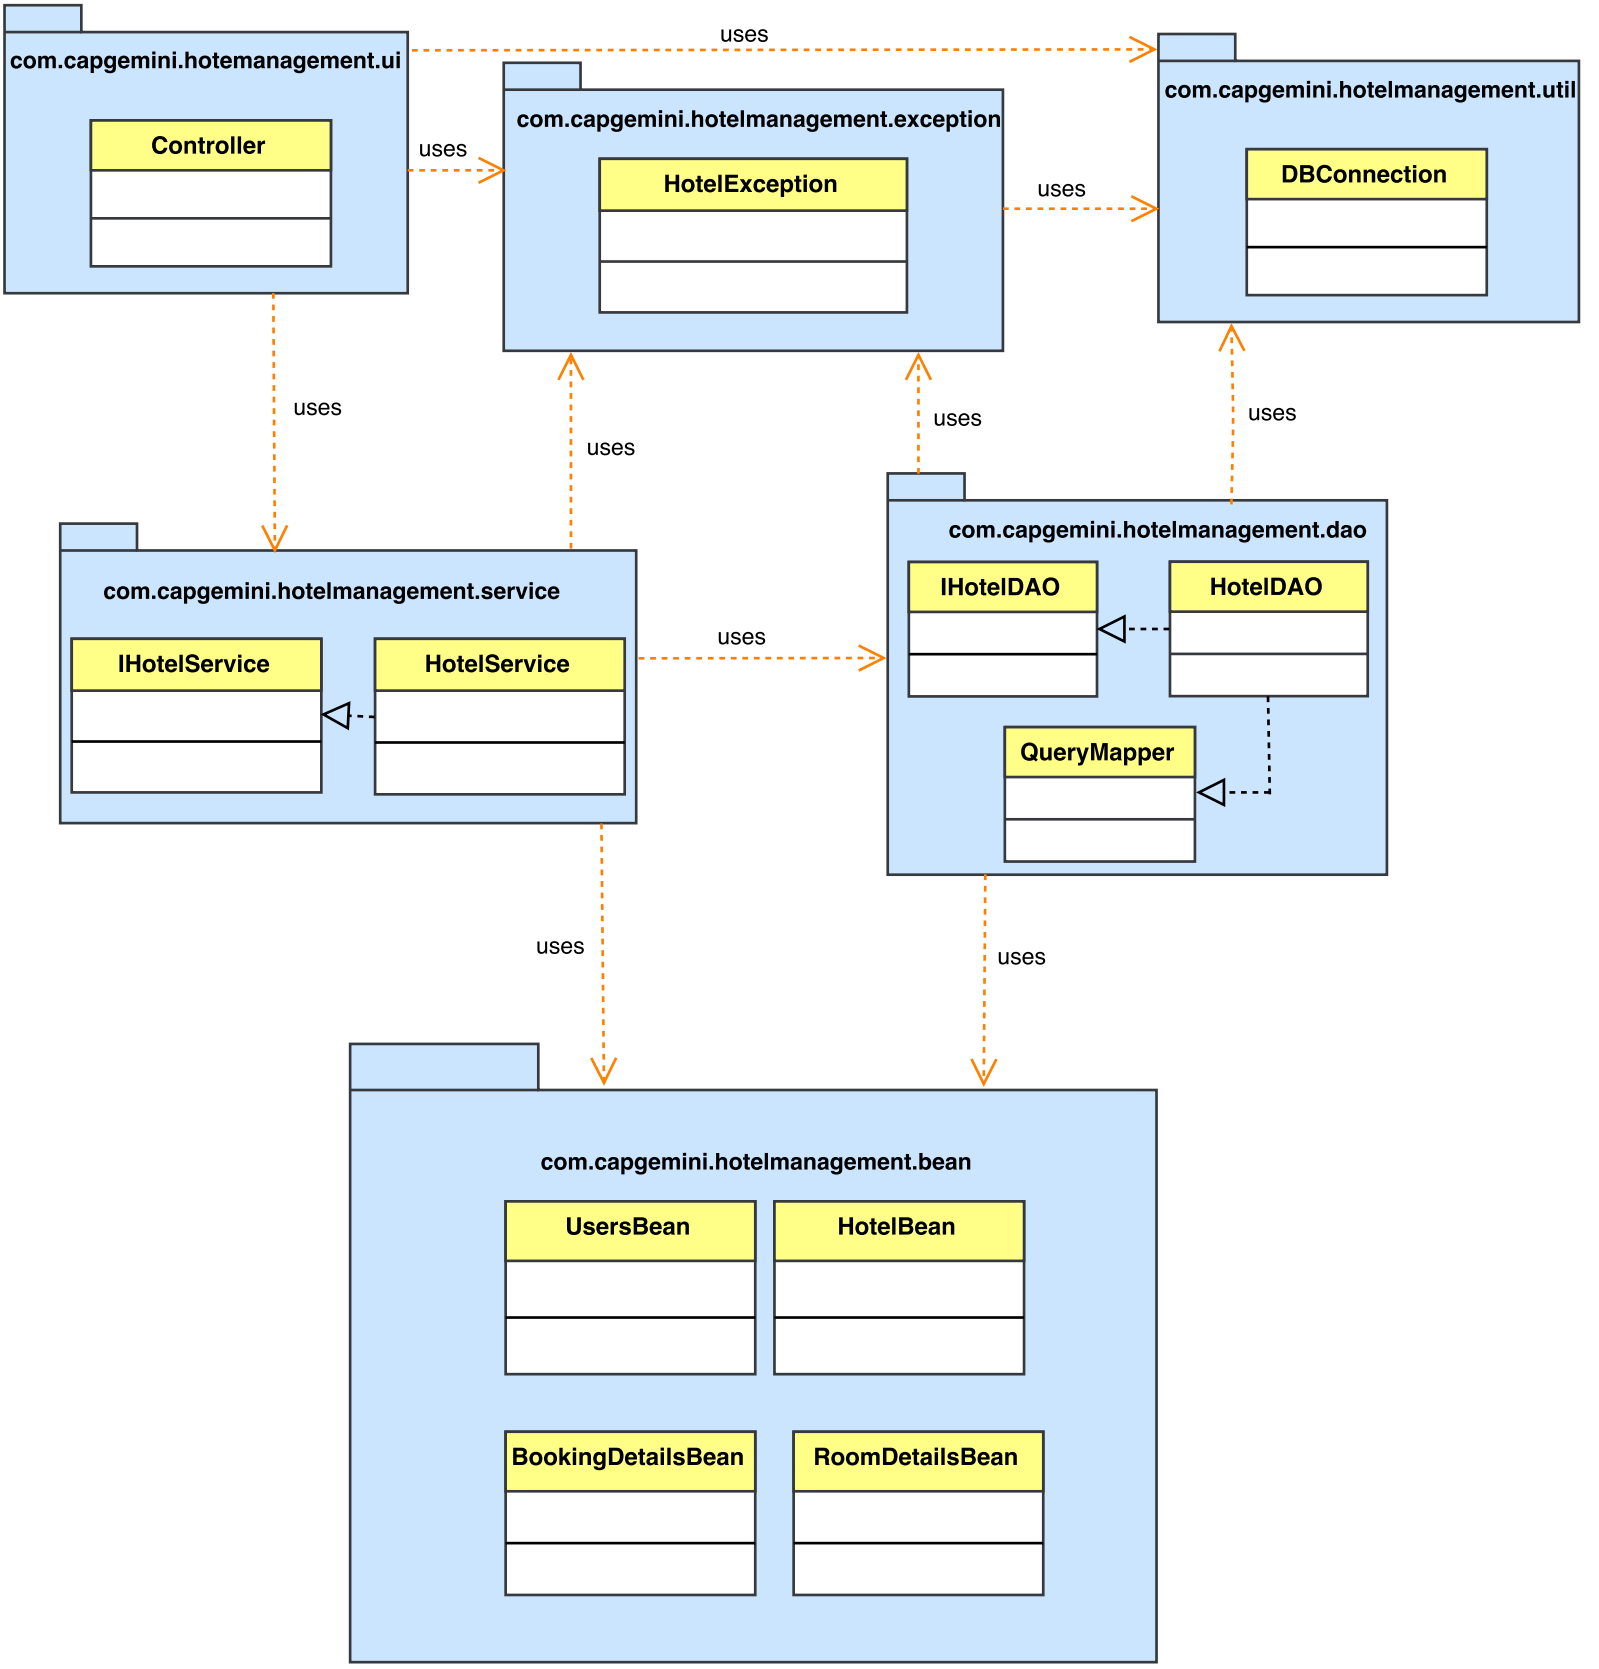 uses
com.capgemini.hotemanagement.ui
Controller
uses
com.capgemini.hotelmanagement.exception
HotelException
uses
com.capgemini.hotelmanagement.util
DBConnection
uses
uses
uses
uses
com.capgemini.hotelmanagement.service
IHotelService
HotelService
uses
com.capgemini.hotelmanagement.dao
IHotelDAO
HotelDAO
QueryMapper
uses
uses
com.capgemini.hotelmanagement.bean
UsersBean
HotelBean
BookingDetailsBean
RoomDetailsBean